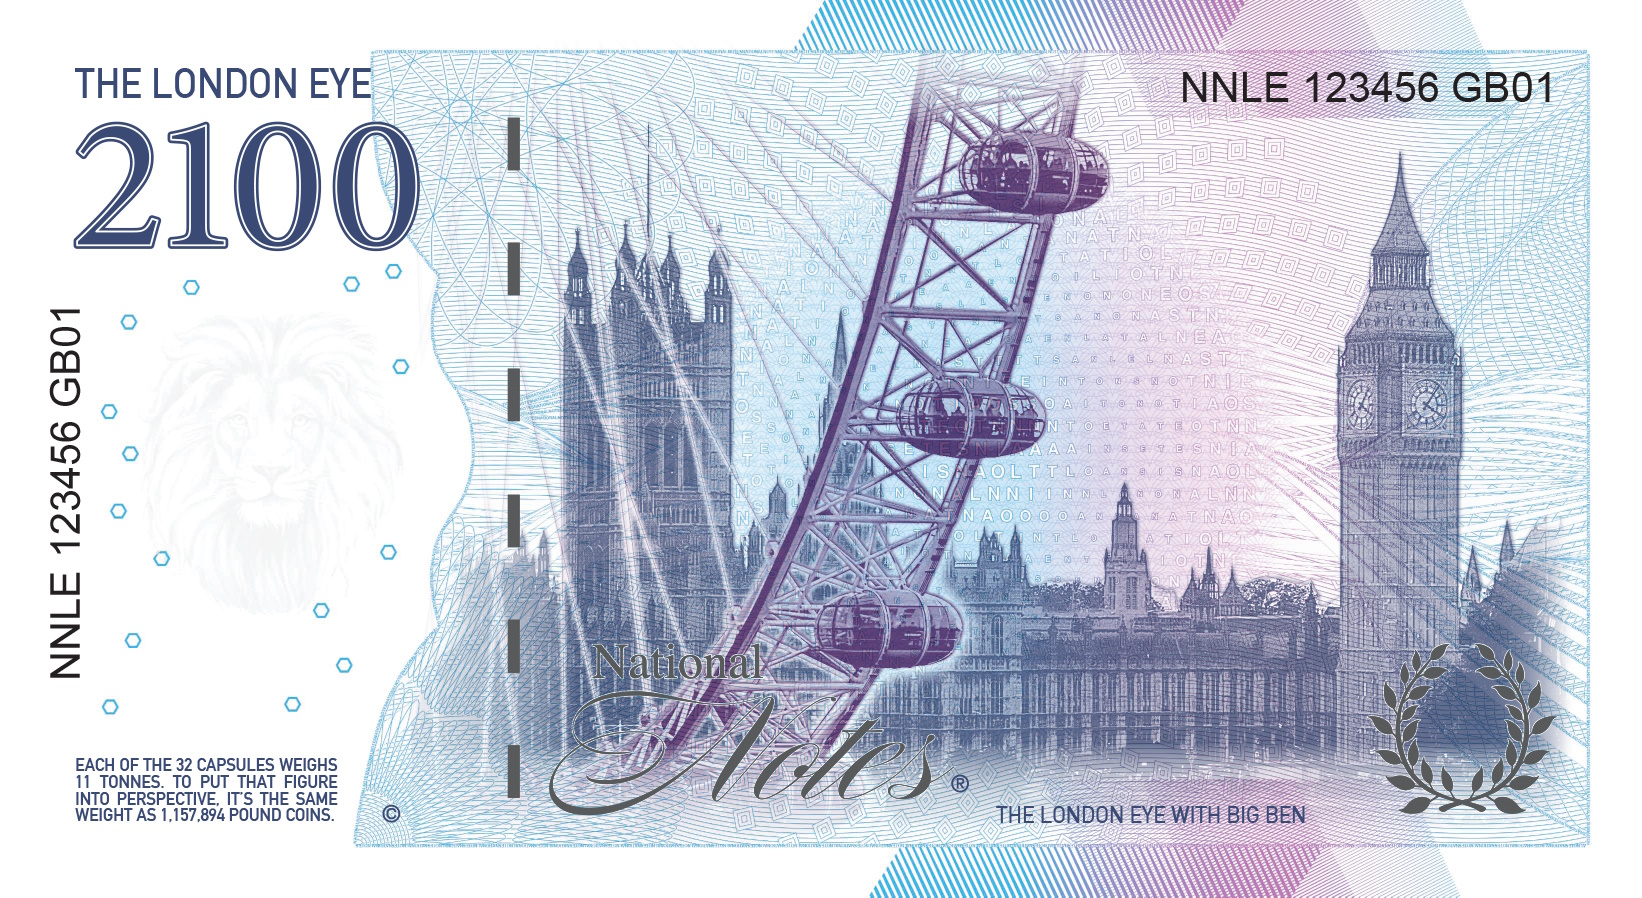 THE LONDON EYE
2100
NNLE 123456 GB01
NNLE 123456 GB01
EACH OF THE 32 CAPSULES WEIGHS
11 TONNES. TO PUT THAT FIGURE
INTO PERSPECTIVE, IT'S THE SAME
WEIGHT AS 1,157,894 POUND COINS.
©
National
Notes ®
THE LONDON EYE WITH BIG BEN